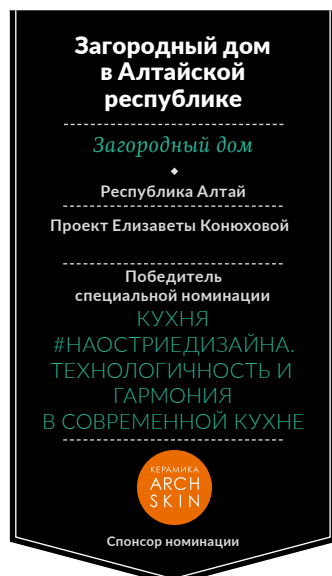 Загородный дом
в Алтайской
республике
Загородный дом
Республика Алтай
Проект Елизаветы Конюховой
Победитель
специальной номинации
КУХНЯ
#НАОСТРИЕДИЗАЙНА.
ТЕХНОЛОГИЧНОСТЬ И
ГАРМОНИЯ
В СОВРЕМЕННОЙ КУХНЕ
КЕРАМИКА
ARCH
SKIN
Спонсор номинации